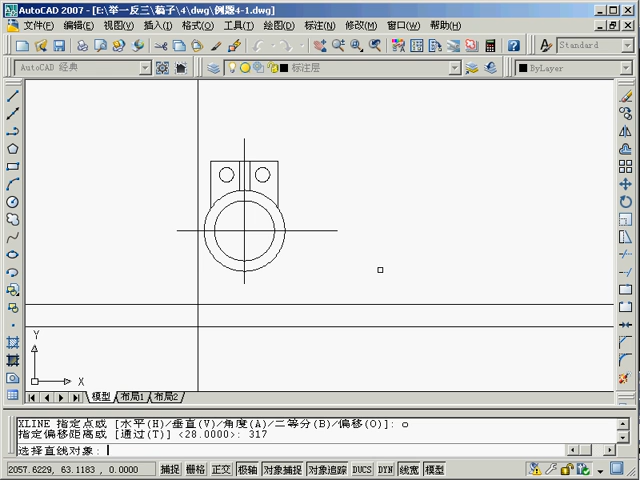 AutoCAD 2007 - [E:\举一反三\稿子\4\dwg\例题4-1.dwg]
文件(F) 编辑(E) 视图(V) 插入(I) 格式(O) 工具(T) 绘图(D) 标注(N) 修改(M) 窗口(W) 帮助(H)
Standard
AutoCAD 经典 标注层 ByLayer
Y
X
模型 布局1 布局2
XLINE 指定点或 [水平(H)/垂直(V)/角度(A)/二等分(B)/偏移(O)]: o
指定偏移距离或 [通过(T)] <28.0000>: 317
选择直线对象:
2057.6229, 63.1183 , 0.0000 捕捉 栅格 正交 极轴 对象捕捉 对象追踪 DUCS DYN 线宽 模型